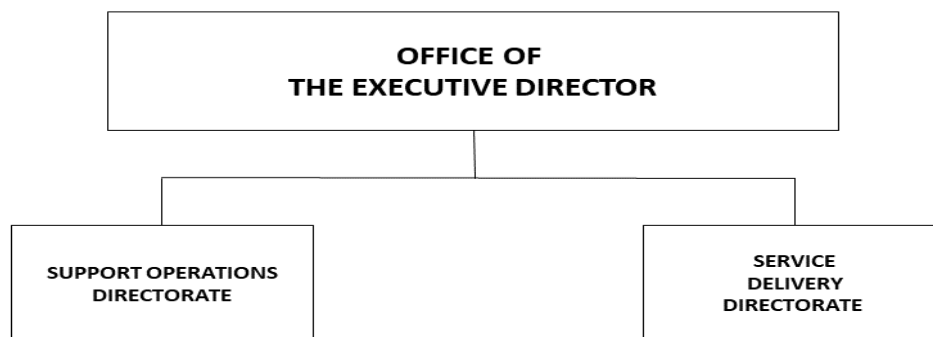 OFFICE OF
THE EXECUTIVE DIRECTOR
SUPPORT OPERATIONS
DIRECTORATE
SERVICE
DELIVERY
DIRECTORATE